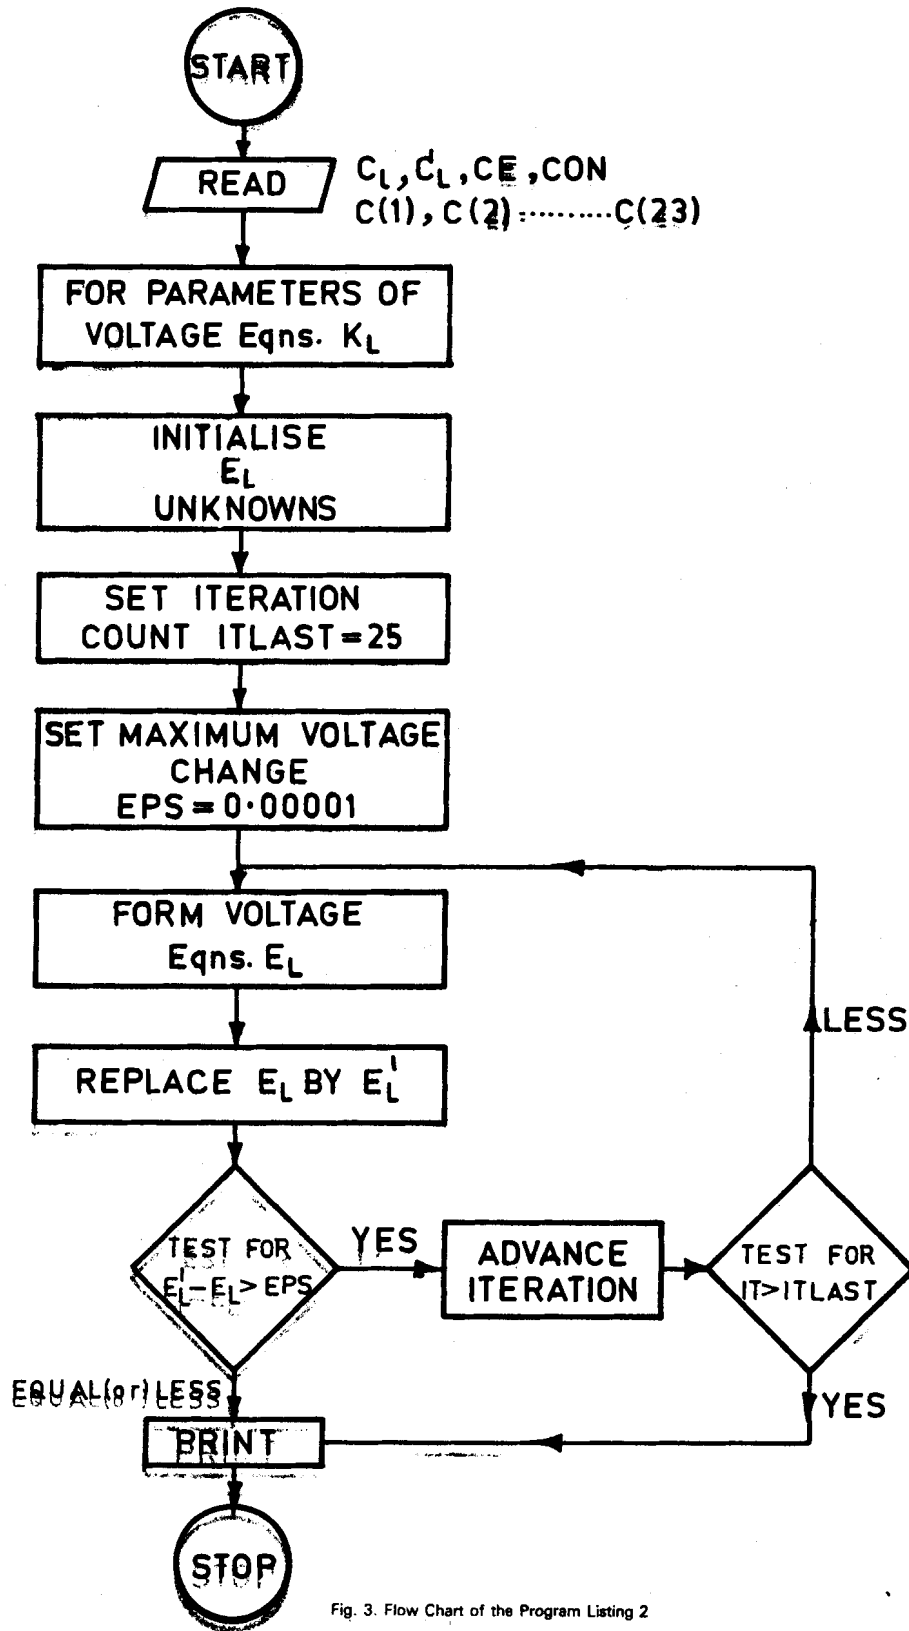 START
READ
C_L, C'_L, CE, CON
C(1), C(2).........C(23)
FOR PARAMETERS OF
VOLTAGE Eqns. K_L
INITIALISE
E_L
UNKNOWNS
SET ITERATION
COUNT ITLAST = 25
SET MAXIMUM VOLTAGE
CHANGE
EPS = 0·00001
FORM VOLTAGE
Eqns. E_L
REPLACE E_L BY E'_L
TEST FOR
E'_L - E_L > EPS
YES
ADVANCE
ITERATION
TEST FOR
IT>ITLAST
LESS
YES
EQUAL(or) LESS
PRINT
STOP
Fig. 3. Flow Chart of the Program Listing 2